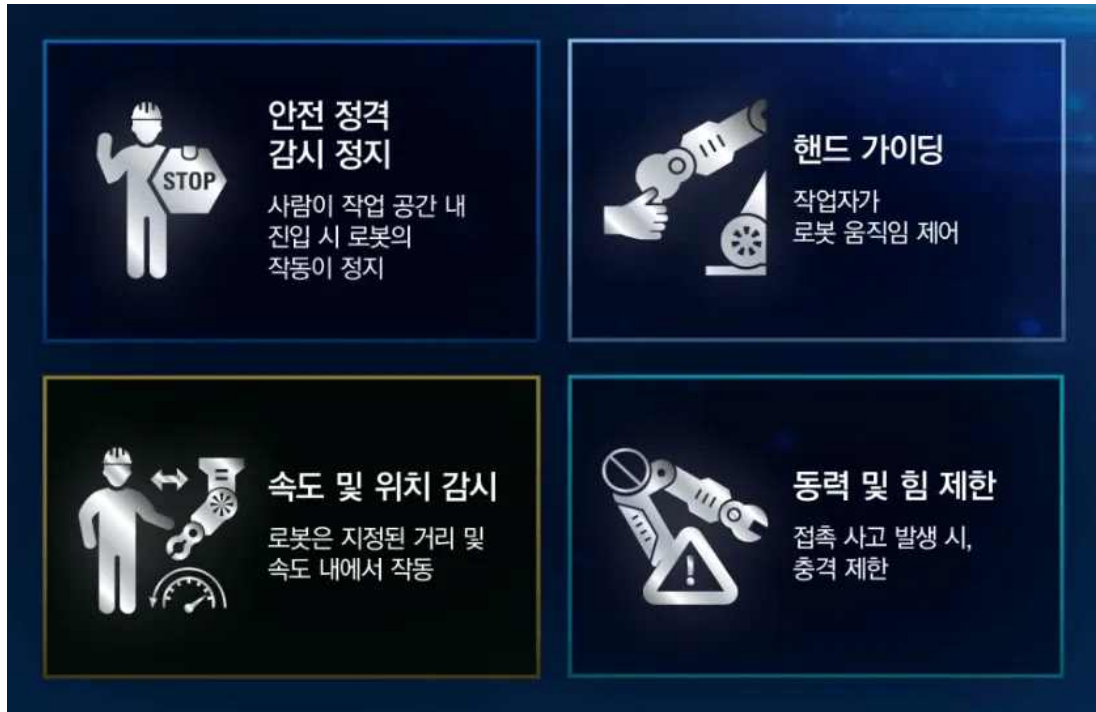 안전 정격
감시 정지
STOP
사람이 작업 공간 내
진입 시 로봇의
작동이 정지
핸드 가이딩
작업자가
로봇 움직임 제어
속도 및 위치 감시
로봇은 지정된 거리 및
속도 내에서 작동
동력 및 힘 제한
접촉 사고 발생 시,
충격 제한